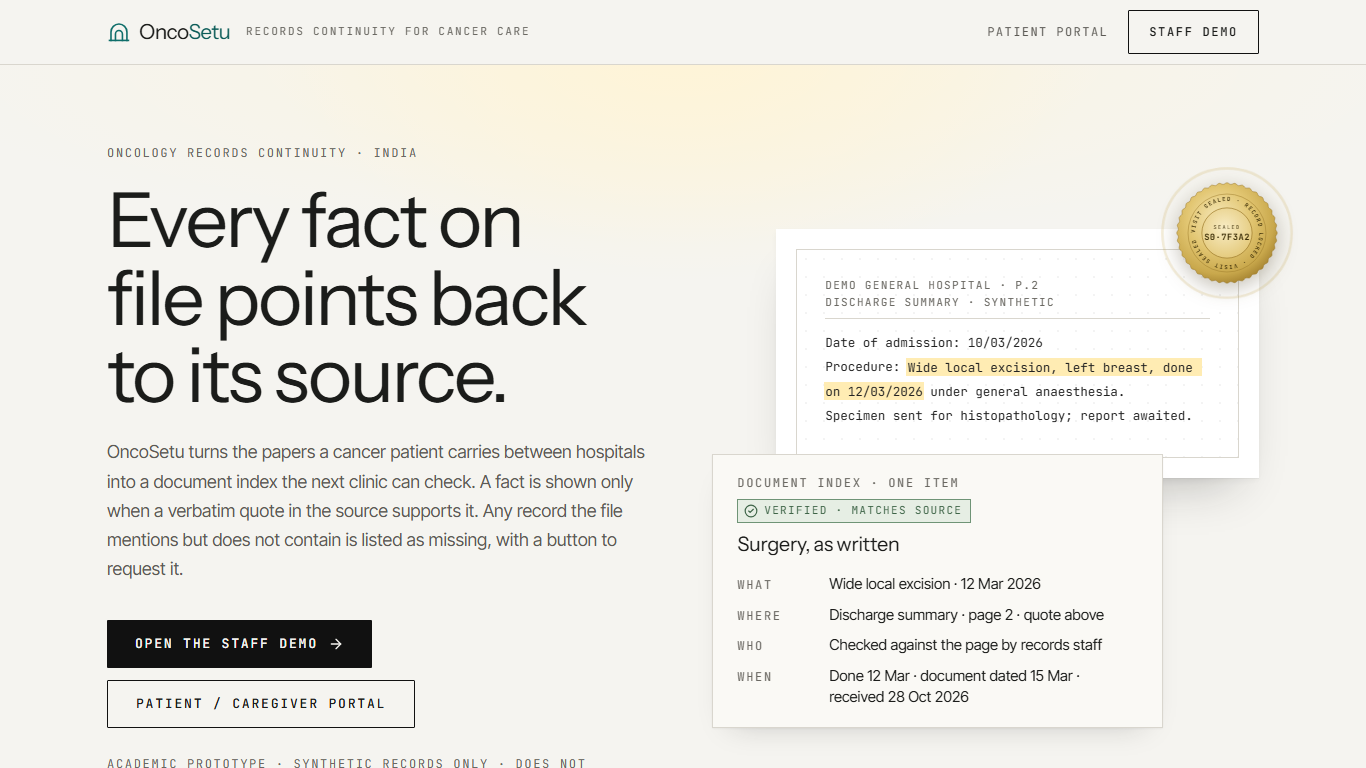 OncoSetu RECORDS CONTINUITY FOR CANCER CARE PATIENT PORTAL STAFF DEMO
ONCOLOGY RECORDS CONTINUITY · INDIA
Every fact on
file points back
to its source.
OncoSetu turns the papers a cancer patient carries between hospitals
into a document index the next clinic can check. A fact is shown only
when a verbatim quote in the source supports it. Any record the file
mentions but does not contain is listed as missing, with a button to
request it.
OPEN THE STAFF DEMO →
PATIENT / CAREGIVER PORTAL
ACADEMIC PROTOTYPE · SYNTHETIC RECORDS ONLY · DOES NOT
VISIT SEALED · RECORD LOCKED · VISIT SEALED
SEALED
S0·7F3A2
DEMO GENERAL HOSPITAL · P.2
DISCHARGE SUMMARY · SYNTHETIC
Date of admission: 10/03/2026
Procedure: Wide local excision, left breast, done
on 12/03/2026 under general anaesthesia.
Specimen sent for histopathology; report awaited.
DOCUMENT INDEX · ONE ITEM
VERIFIED · MATCHES SOURCE
Surgery, as written
WHAT Wide local excision · 12 Mar 2026
WHERE Discharge summary · page 2 · quote above
WHO Checked against the page by records staff
WHEN Done 12 Mar · document dated 15 Mar ·
received 28 Oct 2026